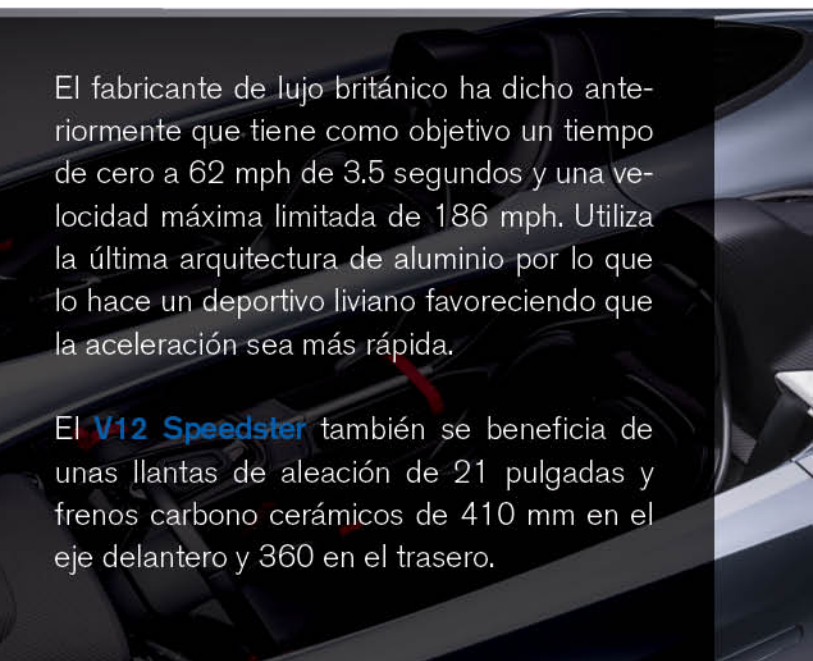 El fabricante de lujo británico ha dicho ante-
riormente que tiene como objetivo un tiempo
de cero a 62 mph de 3.5 segundos y una ve-
locidad máxima limitada de 186 mph. Utiliza
la última arquitectura de aluminio por lo que
lo hace un deportivo liviano favoreciendo que
la aceleración sea más rápida.
El V12 Speedster también se beneficia de
unas llantas de aleación de 21 pulgadas y
frenos carbono cerámicos de 410 mm en el
eje delantero y 360 en el trasero.